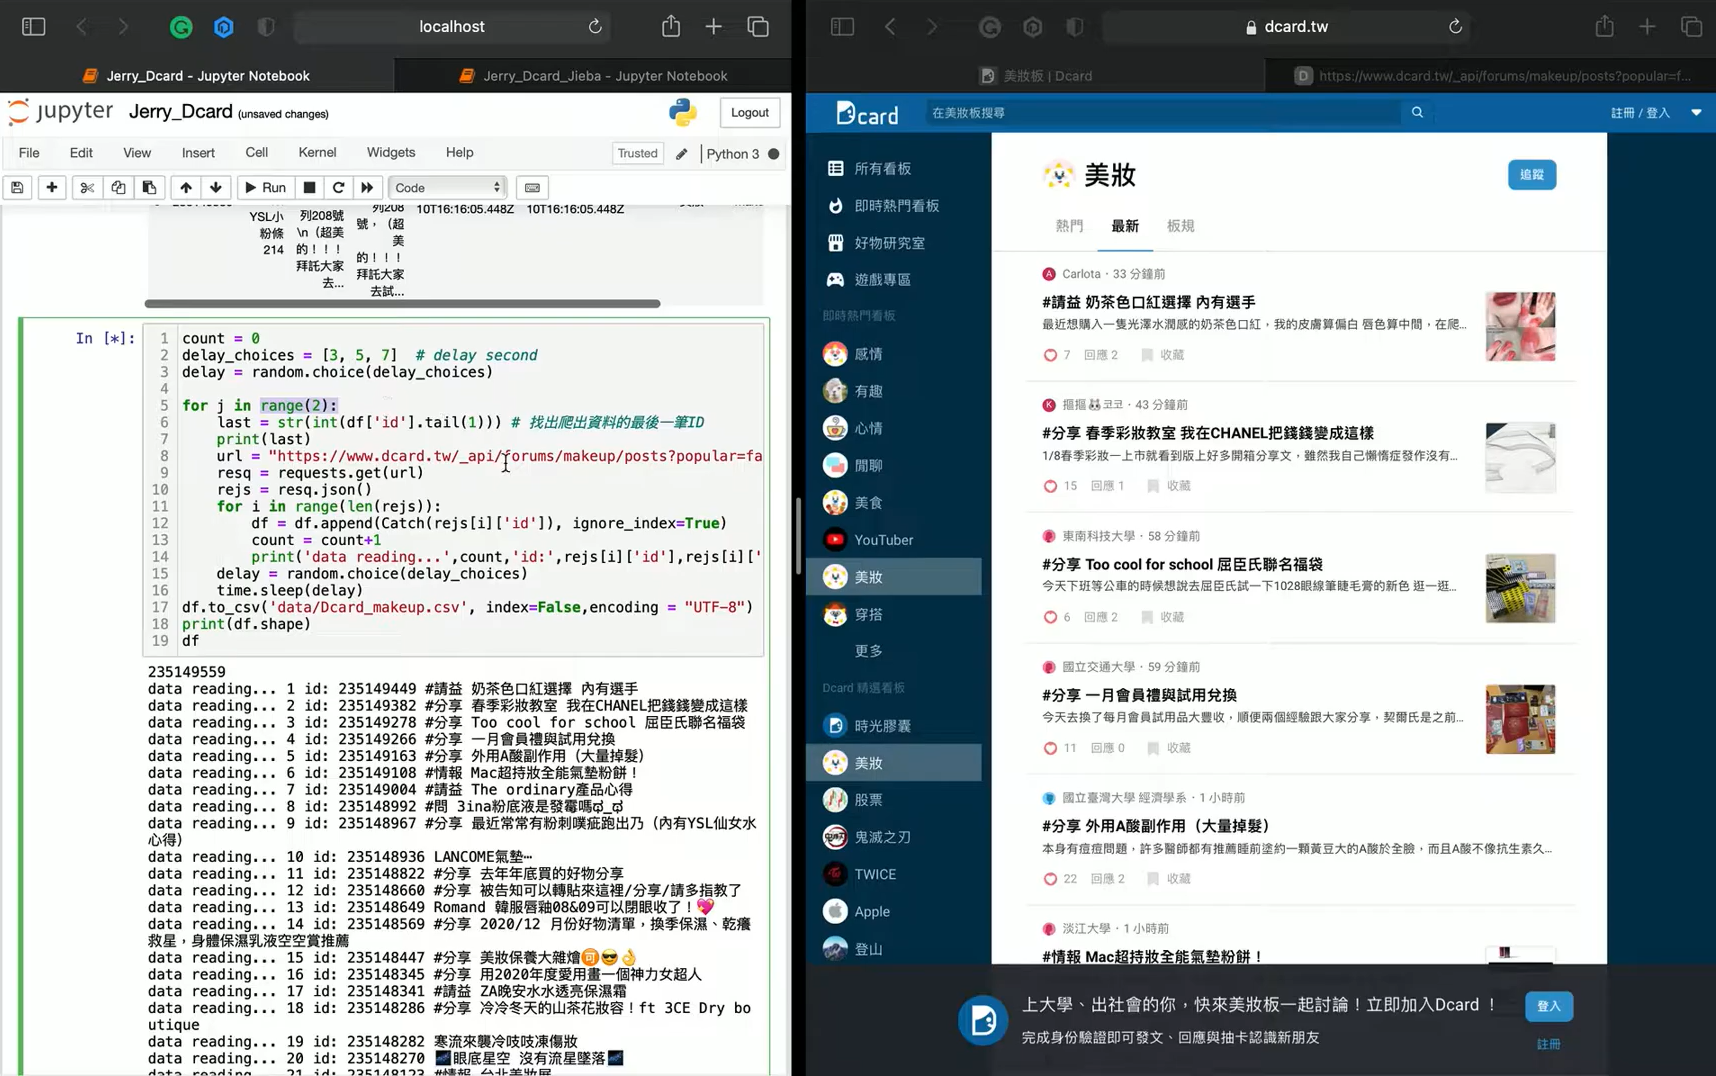 localhost
dcard.tw
Jerry_Dcard - Jupyter Notebook
Jerry_Dcard_Jieba - Jupyter Notebook
美妝板 | Dcard
https://www.dcard.tw/_api/forums/makeup/posts?popular=f...
jupyter Jerry_Dcard (unsaved changes)
Logout
File Edit View Insert Cell Kernel Widgets Help
Trusted
Python 3
Run
Code
YSL小
粉條
214
列208號
\n（超美
的！！！
拜託大家
去...
列208
號，（超
美
的！！！
拜託大家
去試...
10T16:16:05.448Z 10T16:16:05.448Z
In [*]:
1 count = 0
2 delay_choices = [3, 5, 7] # delay second
3 delay = random.choice(delay_choices)
4
5 for j in range(2):
6 last = str(int(df['id'].tail(1))) # 找出爬出資料的最後一筆ID
7 print(last)
8 url = "https://www.dcard.tw/_api/forums/makeup/posts?popular=fa
9 resq = requests.get(url)
10 rejs = resq.json()
11 for i in range(len(rejs)):
12 df = df.append(Catch(rejs[i]['id']), ignore_index=True)
13 count = count+1
14 print('data reading...',count,'id:',rejs[i]['id'],rejs[i]['
15 delay = random.choice(delay_choices)
16 time.sleep(delay)
17 df.to_csv('data/Dcard_makeup.csv', index=False,encoding = "UTF-8")
18 print(df.shape)
19 df
235149559
data reading... 1 id: 235149449 #請益 奶茶色口紅選擇 內有選手
data reading... 2 id: 235149382 #分享 春季彩妝教室 我在CHANEL把錢錢變成這樣
data reading... 3 id: 235149278 #分享 Too cool for school 屈臣氏聯名福袋
data reading... 4 id: 235149266 #分享 一月會員禮與試用兌換
data reading... 5 id: 235149163 #分享 外用A酸副作用（大量掉髮）
data reading... 6 id: 235149108 #情報 Mac超持妝全能氣墊粉餅！
data reading... 7 id: 235149004 #請益 The ordinary產品心得
data reading... 8 id: 235148992 #問 3ina粉底液是發霉嗎ಠ_ಠ
data reading... 9 id: 235148967 #分享 最近常常有粉刺噗疵跑出乃（內有YSL仙女水
心得）
data reading... 10 id: 235148936 LANCOME氣墊⋯
data reading... 11 id: 235148822 #分享 去年年底買的好物分享
data reading... 12 id: 235148660 #分享 被告知可以轉貼來這裡/分享/請多指教了
data reading... 13 id: 235148649 Romand 韓服唇釉08&09可以閉眼收了！💖
data reading... 14 id: 235148569 #分享 2020/12 月份好物清單，換季保濕、乾癢
救星，身體保濕乳液空空賞推薦
data reading... 15 id: 235148447 #分享 美妝保養大雜燴🉑😎👌
data reading... 16 id: 235148345 #分享 用2020年度愛用畫一個神力女超人
data reading... 17 id: 235148341 #請益 ZA晚安水水透亮保濕霜
data reading... 18 id: 235148286 #分享 冷冷冬天的山茶花妝容！ft 3CE Dry bo
utique
data reading... 19 id: 235148282 寒流來襲冷吱吱凍傷妝
data reading... 20 id: 235148270 🌌眼底星空 沒有流星墜落🌌
data reading... 21 id: 235148123 #情報 台北美妝展
Dcard
在美妝板搜尋
註冊 / 登入
所有看板
即時熱門看板
好物研究室
遊戲專區
即時熱門看板
感情
有趣
心情
閒聊
美食
YouTube
美妝
穿搭
更多
Dcard 精選看板
時光膠囊
美妝
股票
鬼滅之刃
TWICE
Apple
登山
美妝
追蹤
熱門 最新 板規
Carlota · 33 分鐘前
#請益 奶茶色口紅選擇 內有選手
最近想購入一隻光澤水潤感的奶茶色口紅，我的皮膚算偏白 唇色算中間，在爬...
7 回應 2 收藏
摳摳🐼코코 · 43 分鐘前
#分享 春季彩妝教室 我在CHANEL把錢錢變成這樣
1/8春季彩妝一上市就看到版上好多開箱分享文，雖然我自己懶惰症發作沒有...
15 回應 1 收藏
東南科技大學 · 58 分鐘前
#分享 Too cool for school 屈臣氏聯名福袋
今天下班等公車的時候想說去屈臣氏試一下1028眼線筆睫毛膏的新色 逛一逛...
6 回應 2 收藏
國立交通大學 · 59 分鐘前
#分享 一月會員禮與試用兌換
今天去換了每月會員試用品大豐收，順便兩個經驗跟大家分享，契爾氏是之前...
11 回應 0 收藏
國立臺灣大學 經濟學系 · 1 小時前
#分享 外用A酸副作用（大量掉髮）
本身有痘痘問題，許多醫師都有推薦睡前塗約一顆黃豆大的A酸於全臉，而且A酸不像抗生素久...
22 回應 2 收藏
淡江大學 · 1 小時前
#情報 Mac超持妝全能氣墊粉餅！
上大學、出社會的你，快來美妝板一起討論！立即加入Dcard ！
完成身份驗證即可發文、回應與抽卡認識新朋友
登入
註冊